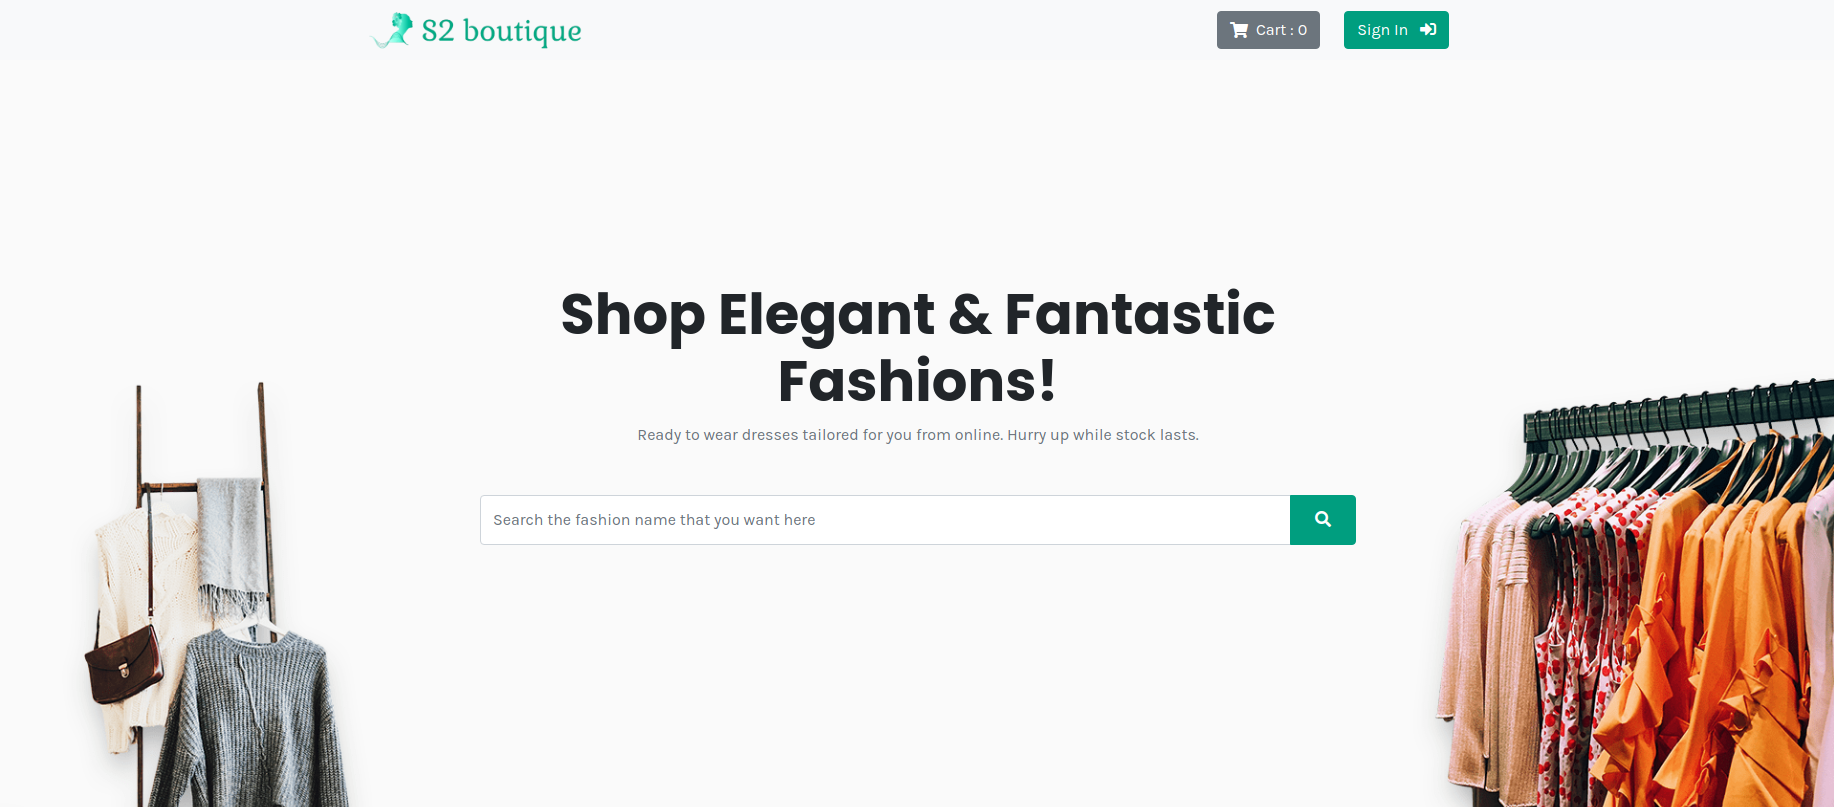 S2 boutique
Cart : 0
Sign In
Shop Elegant & Fantastic
Fashions!
Ready to wear dresses tailored for you from online. Hurry up while stock lasts.
Search the fashion name that you want here